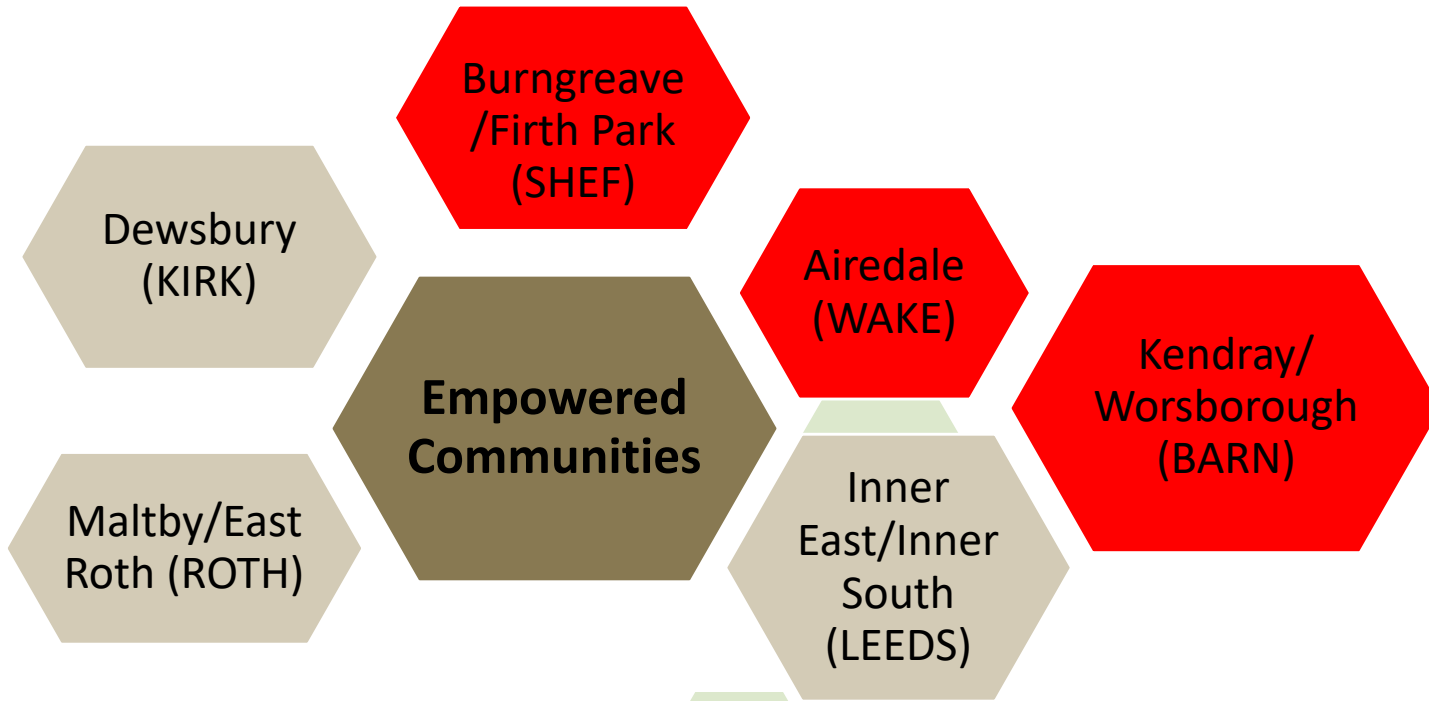 Burngreave
/Firth Park
(SHEF)
Dewsbury
(KIRK)
Airedale
(WAKE)
Kendray/
Worsborough
(BARN)
Empowered
Communities
Maltby/East
Roth (ROTH)
Inner
East/Inner
South
(LEEDS)